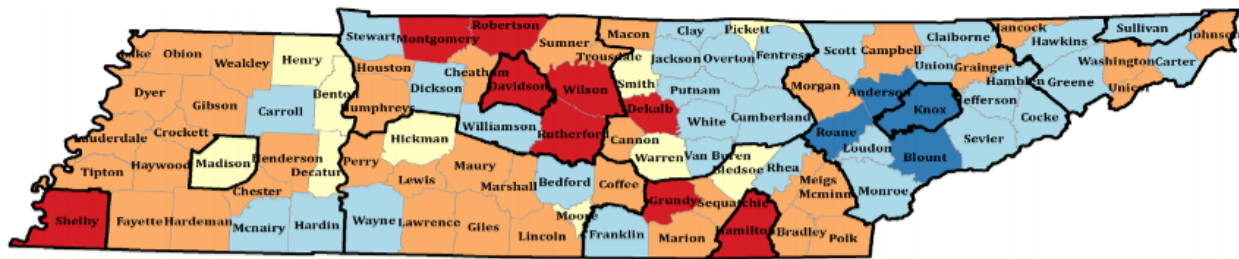 Lake
Obion
Weakley
Henry
Stewart
Montgomery
Robertson
Sumner
Macon
Clay
Pickett
Fentress
Scott
Campbell
Claiborne
Hancock
Hawkins
Sullivan
Johnson
Dyer
Gibson
Carroll
Benton
Houston
Humphreys
Dickson
Cheatham
Davidson
Wilson
Trousdale
Smith
Jackson
Overton
Putnam
Morgan
Anderson
Union
Grainger
Hamblen
Greene
Washington
Unicoi
Carter
Lauderdale
Crockett
Haywood
Madison
Henderson
Decatur
Perry
Hickman
Williamson
Rutherford
Dekalb
Cannon
Warren
White
Van Buren
Cumberland
Roane
Loudon
Knox
Blount
Sevier
Jefferson
Cocke
Tipton
Chester
Lewis
Maury
Marshall
Bedford
Coffee
Grundy
Sequatchie
Bledsoe
Rhea
Meigs
Mcminn
Monroe
Shelby
Fayette
Hardeman
Mcnairy
Hardin
Wayne
Lawrence
Giles
Lincoln
Moore
Franklin
Marion
Hamilton
Bradley
Polk